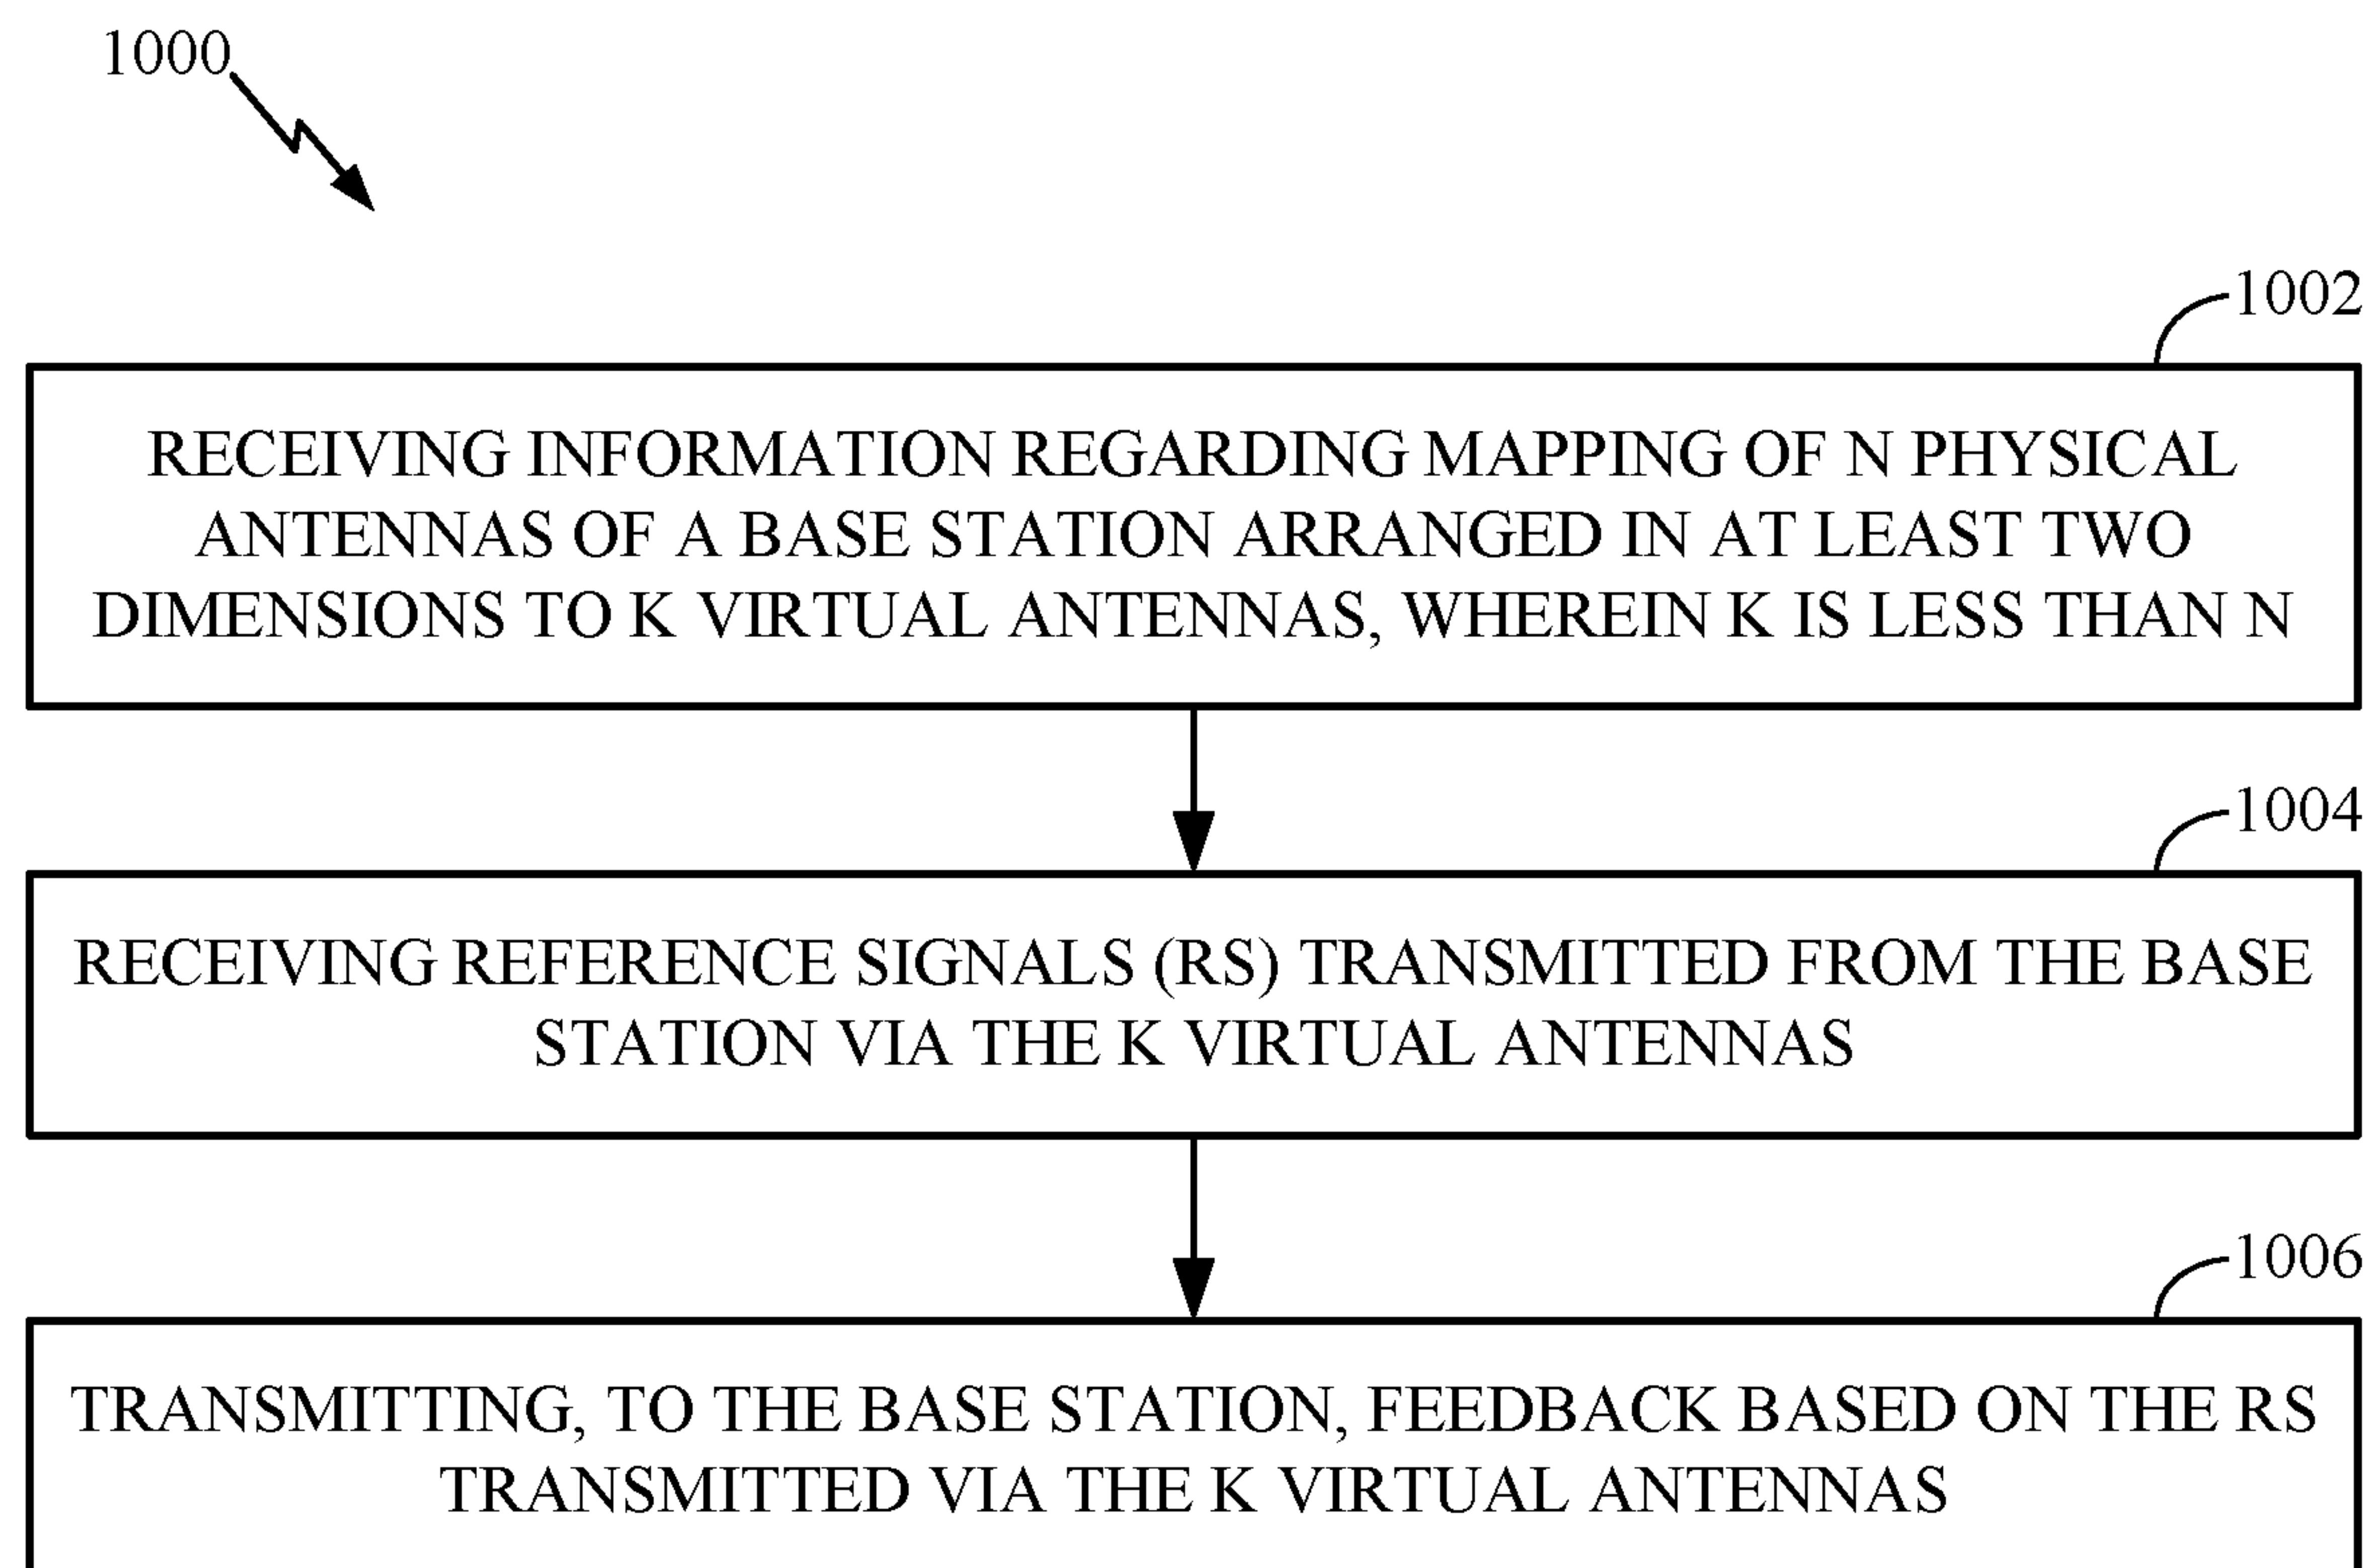 1000
1002
RECEIVING INFORMATION REGARDING MAPPING OF N PHYSICAL
ANTENNAS OF A BASE STATION ARRANGED IN AT LEAST TWO
DIMENSIONS TO K VIRTUAL ANTENNAS, WHEREIN K IS LESS THAN N
1004
RECEIVING REFERENCE SIGNALS (RS) TRANSMITTED FROM THE BASE
STATION VIA THE K VIRTUAL ANTENNAS
1006
TRANSMITTING, TO THE BASE STATION, FEEDBACK BASED ON THE RS
TRANSMITTED VIA THE K VIRTUAL ANTENNAS